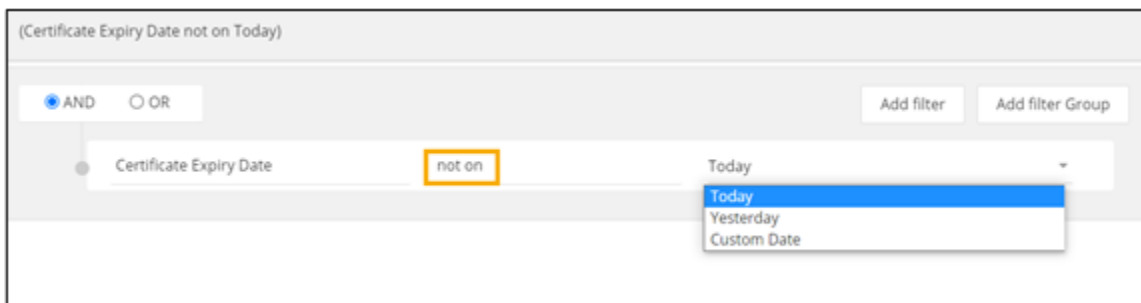 (Certificate Expiry Date not on Today)
AND OR Add filter Add filter Group
Certificate Expiry Date not on Today
Today
Yesterday
Custom Date